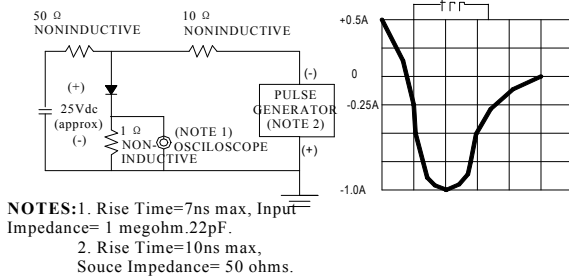 50 Ω
NONINDUCTIVE
10 Ω
NONINDUCTIVE
(+)
25Vdc
(approx)
(-)
1 Ω
NON-
INDUCTIVE
(NOTE 1)
OSCILOSCOPE
(-)
PULSE
GENERATOR
(NOTE 2)
(+)
trr
+0.5A
0
-0.25A
-1.0A
NOTES:1. Rise Time=7ns max, Input
Impedance= 1 megohm.22pF.
2. Rise Time=10ns max,
Souce Impedance= 50 ohms.